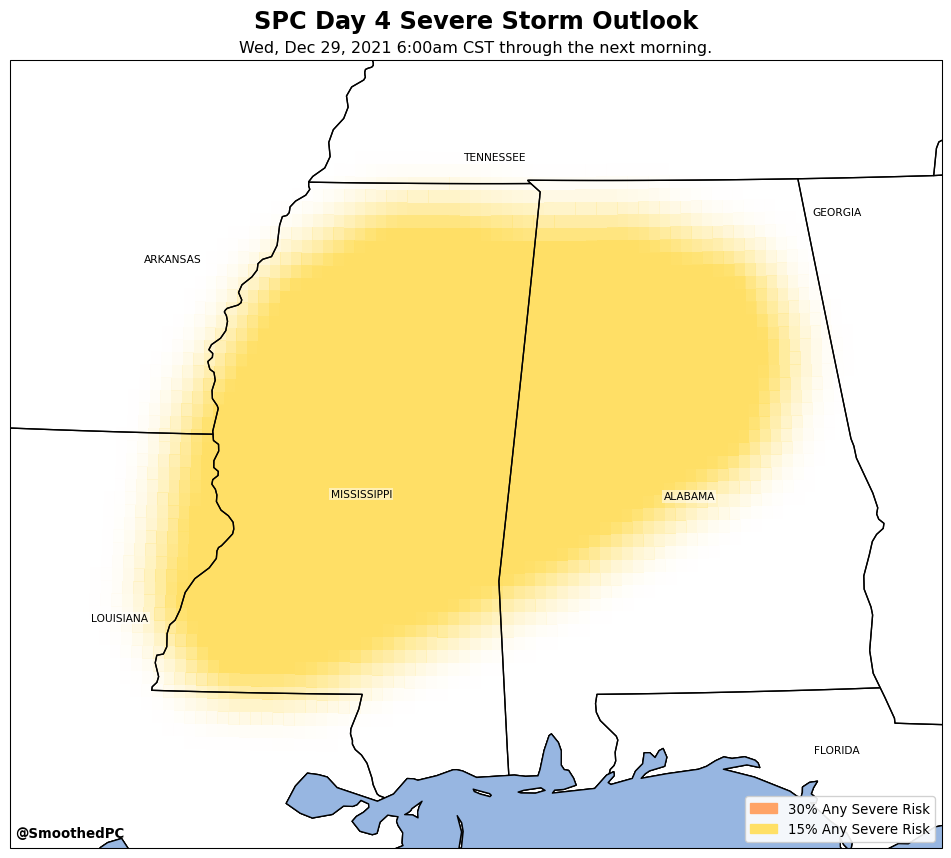 SPC Day 4 Severe Storm Outlook
Wed, Dec 29, 2021 6:00am CST through the next morning.
TENNESSEE
GEORGIA
ARKANSAS
MISSISSIPPI
ALABAMA
LOUISIANA
FLORIDA
30% Any Severe Risk
15% Any Severe Risk
@SmoothedPC